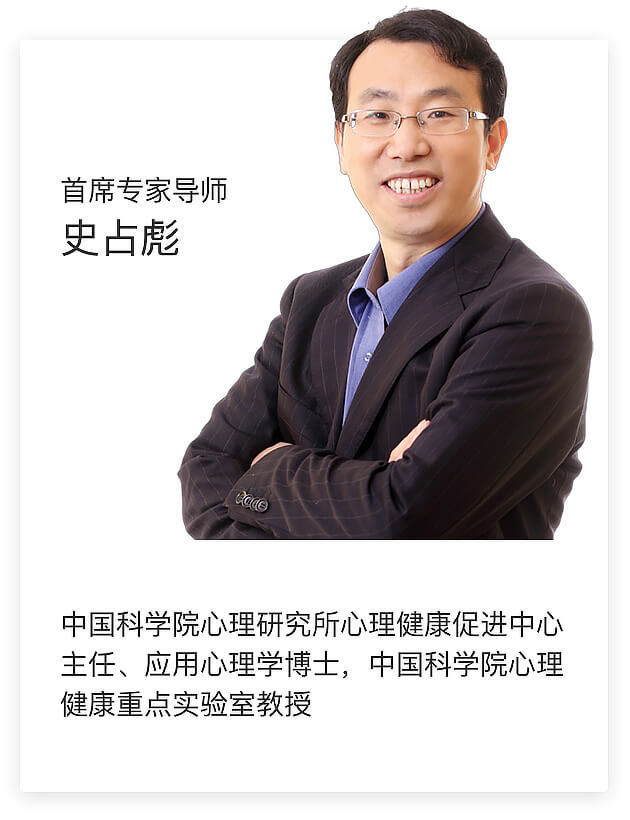 首席专家导师
史占彪
中国科学院心理研究所心理健康促进中心
主任、应用心理学博士，中国科学院心理
健康重点实验室教授